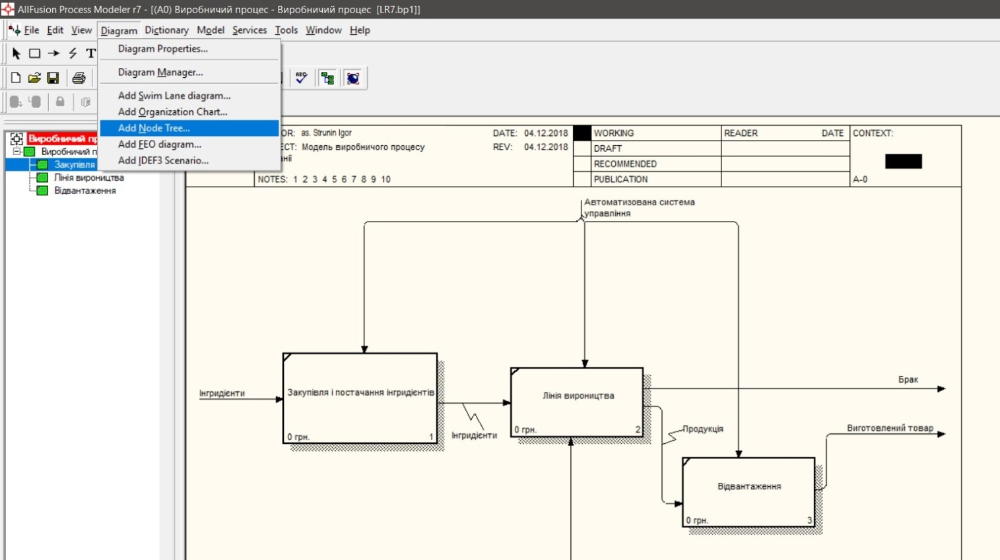 AllFusion Process Modeler r7 - [(A0) Виробничий процес - Виробничий процес [LR7.bp1]]
File Edit View Diagram Dictionary Model Services Tools Window Help
T
ABC
Diagram Properties...
Diagram Manager...
Add Swim Lane diagram...
Add Organization Chart...
Add Node Tree...
Add FEO diagram...
Add IDEF3 Scenario...
Виробничий пр
Виробничий п
Закупівля
Лінія вироництва
Відвантаження
OR: as. Strunin Igor
DATE: 04.12.2018
ECT: Модель виробничого процесу
REV: 04.12.2018
анії
NOTES: 1 2 3 4 5 6 7 8 9 10
WORKING
DRAFT
RECOMMENDED
PUBLICATION
READER DATE
CONTEXT:
A-0
Автоматизована система
управління
Інгридієнти
Закупівля і постачання інгридієнтів
0 грн. 1
Інгридієнти
Лінія вироництва
0 грн. 2
Брак
Продукція
Виготовлений товар
Відвантаження
0 грн. 3